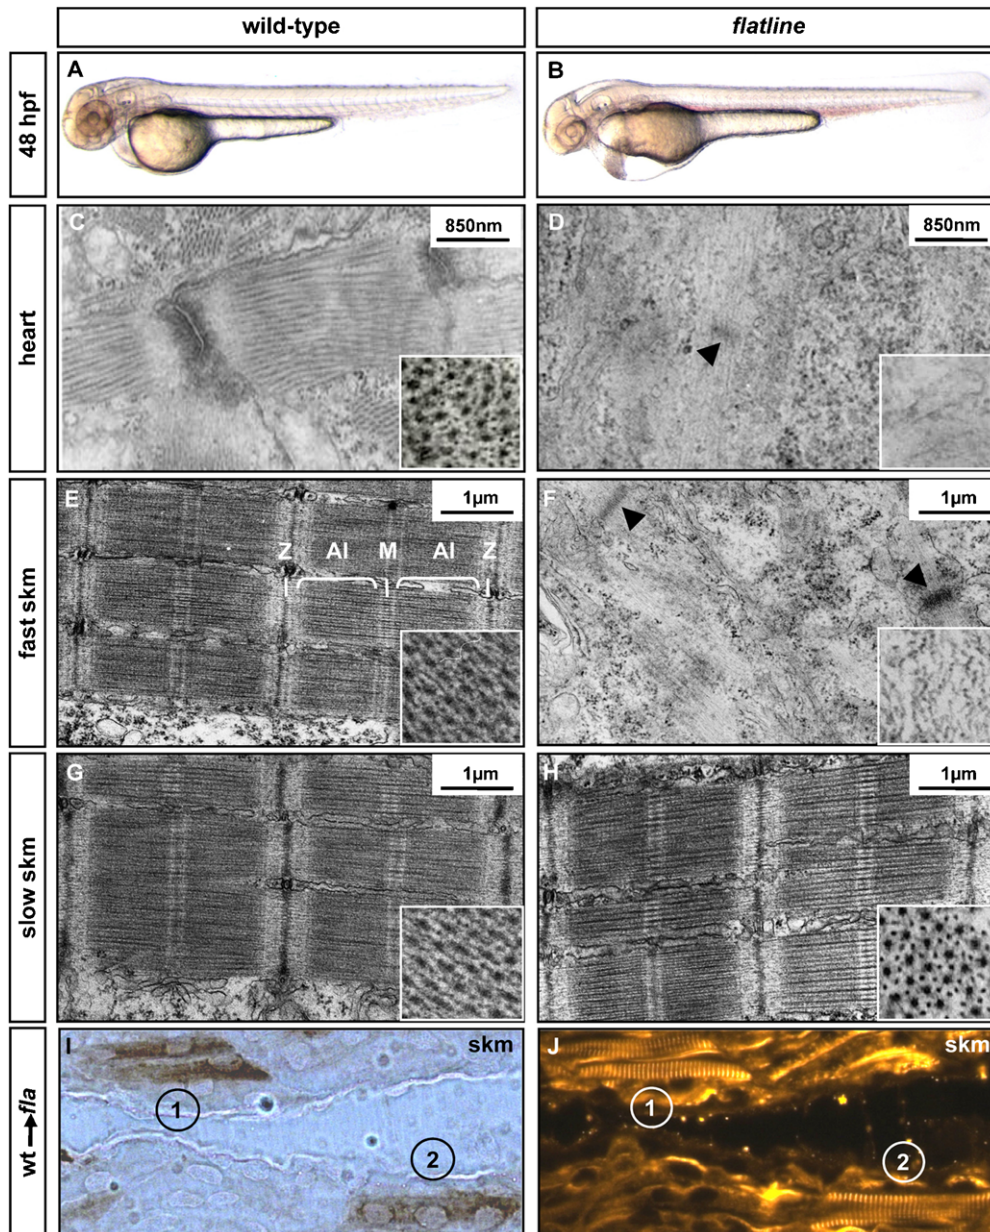 wild-type
flatline
48 hpf
A
B
heart
C
850nm
D
850nm
fast skm
E
1µm
Z
AI
M
AI
Z
F
1µm
slow skm
G
1µm
H
1µm
wt→fla
I
skm
1
2
J
skm
1
2